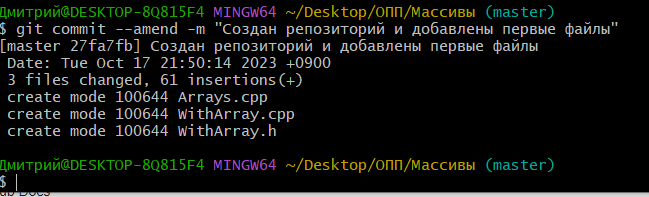 Дмитрий@DESKTOP-8Q815F4 MINGW64 ~/Desktop/ОПП/Массивы (master)
$ git commit --amend -m "Создан репозиторий и добавлены первые файлы"
[master 27fa7fb] Создан репозиторий и добавлены первые файлы
 Date: Tue Oct 17 21:50:14 2023 +0900
 3 files changed, 61 insertions(+)
 create mode 100644 Arrays.cpp
 create mode 100644 WithArray.cpp
 create mode 100644 WithArray.h
Дмитрий@DESKTOP-8Q815F4 MINGW64 ~/Desktop/ОПП/Массивы (master)
$